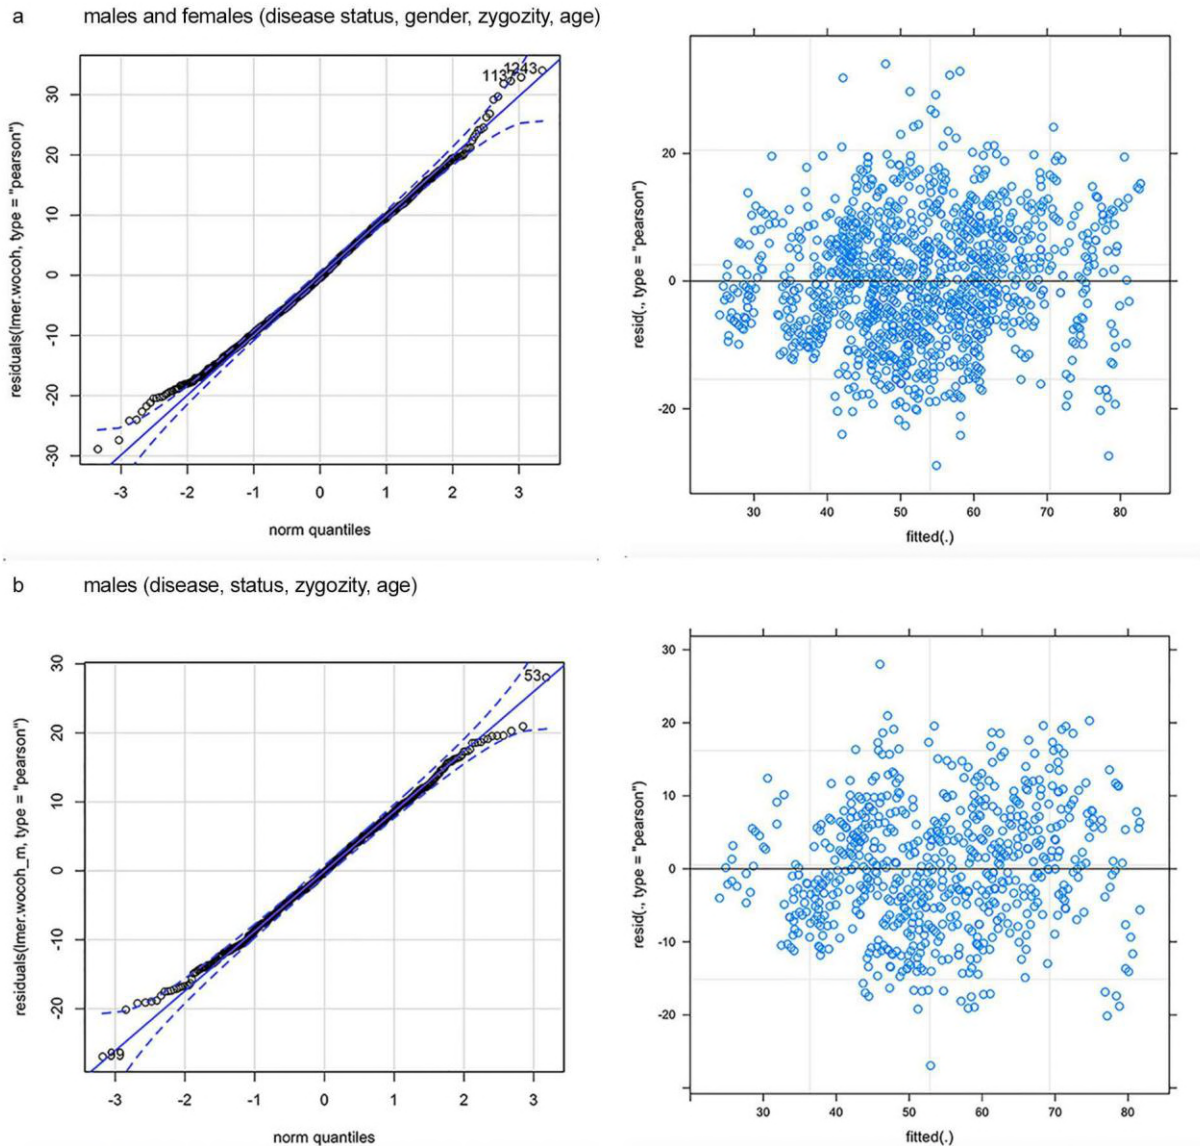 a males and females (disease status, gender, zygozity, age)
residuals(lmer.wocoh, type = "pearson")
30
20
10
0
-10
-20
-30
-3 -2 -1 0 1 2 3
norm quantiles
1243
resid(., type = "pearson")
20
0
-20
30 40 50 60 70 80
fitted(.)
b males (disease, status, zygozity, age)
residuals(lmer.wocoh_m, type = "pearson")
30
20
10
0
-10
-20
53
99
-3 -2 -1 0 1 2 3
norm quantiles
resid(., type = "pearson")
30
20
10
0
-10
-20
30 40 50 60 70 80
fitted(.)